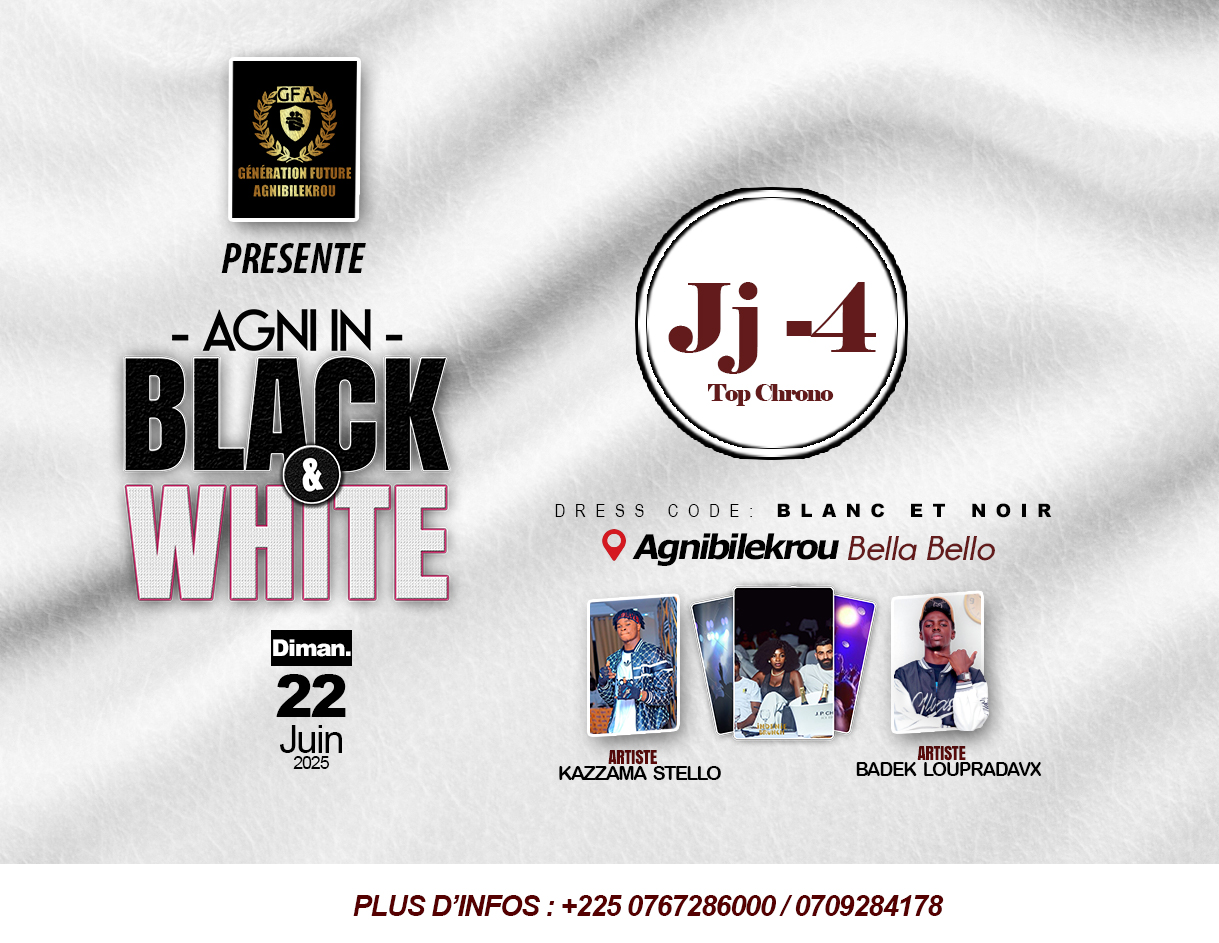 GFA
GÉNÉRATION FUTURE
AGNIBILEKROU
PRESENTE
- AGNI IN -
BLACK
&
WHITE
Diman.
22
Juin
2025
Jj -4
Top Chrono
DRESS CODE: BLANC ET NOIR
Agnibilekrou Bella Bello
ARTISTE
KAZZAMA STELLO
ARTISTE
BADEK LOUPRADAVX
PLUS D'INFOS : +225 0767286000 / 0709284178